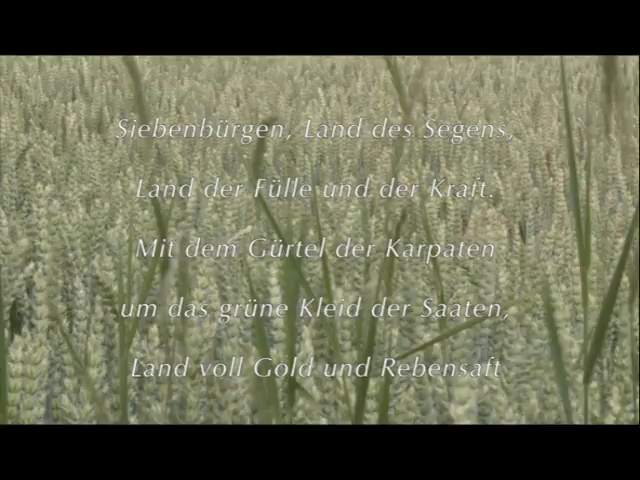 Siebenbürgen, Land des Segens,
Land der Fülle und der Kraft.
Mit dem Gürtel der Karpaten
um das grüne Kleid der Saaten,
Land voll Gold und Rebensaft